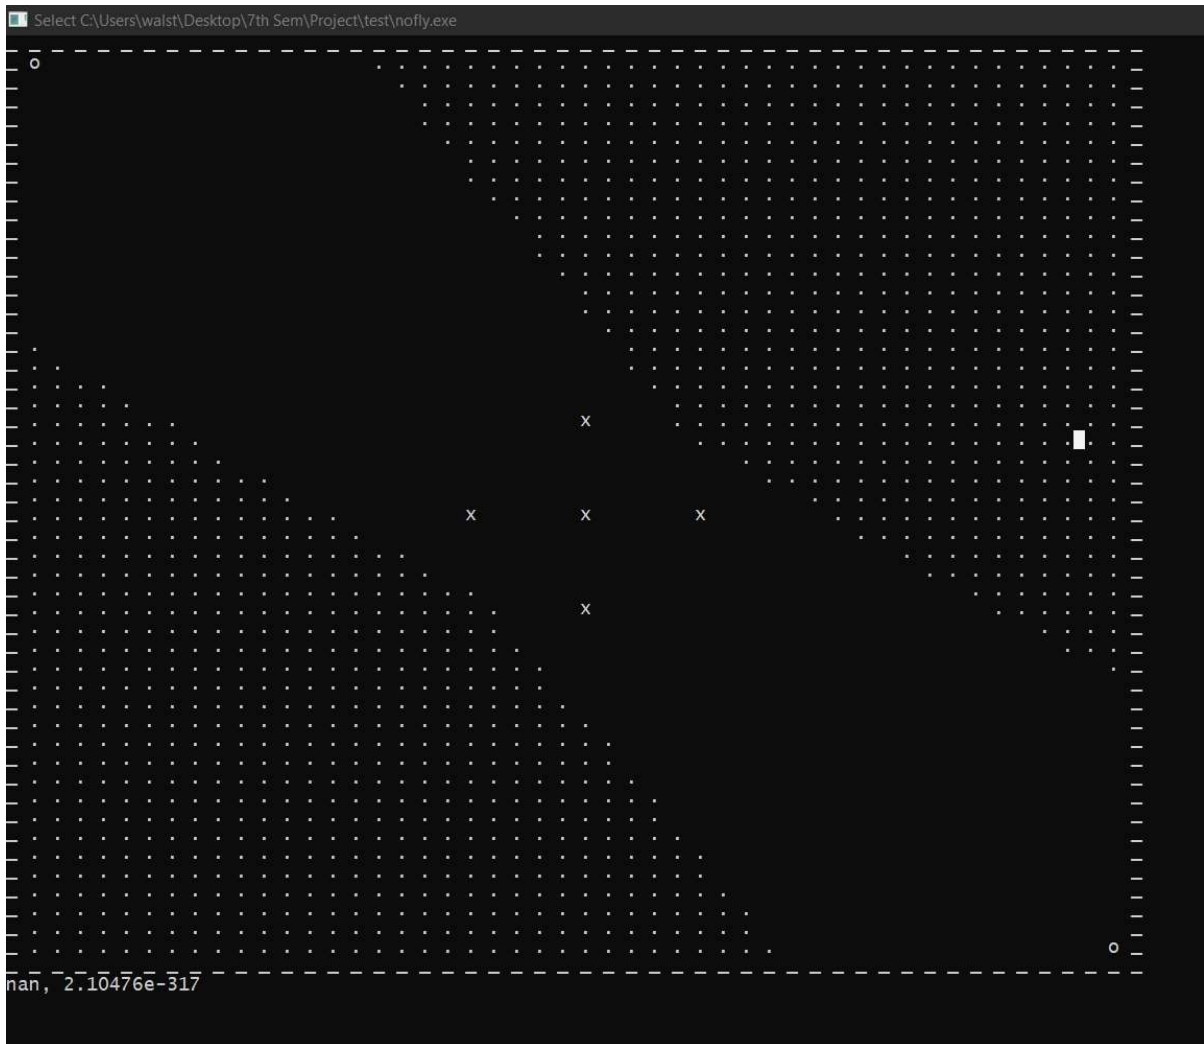 Select C:\Users\walst\Desktop\7th Sem\Project\test\nofly.exe
o
x
x x x
x
o
nan, 2.10476e-317